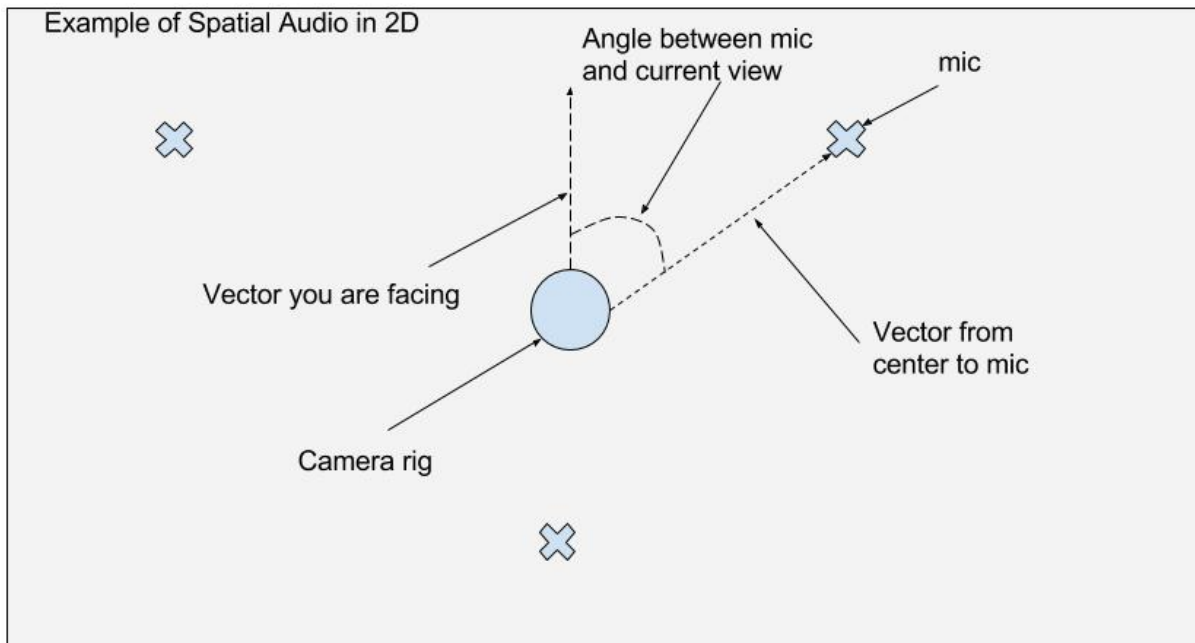 Example of Spatial Audio in 2D
Angle between mic
and current view
mic
Vector you are facing
Vector from
center to mic
Camera rig